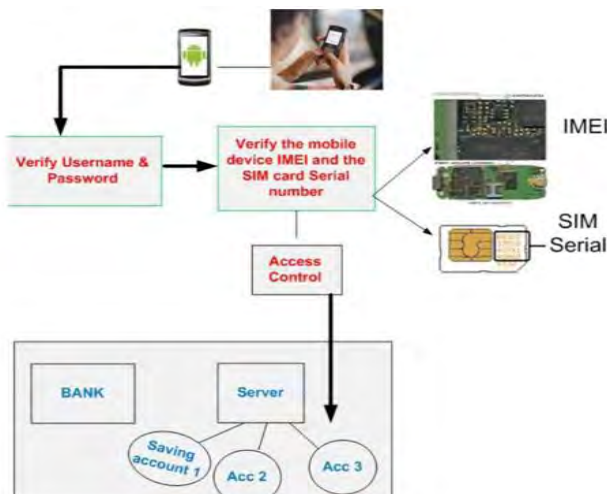 Verify Username &
Password
Verify the mobile
device IMEI and the
SIM card Serial
number
IMEI
SIM
Serial
Access
Control
BANK
Server
Saving
account 1
Acc 2
Acc 3